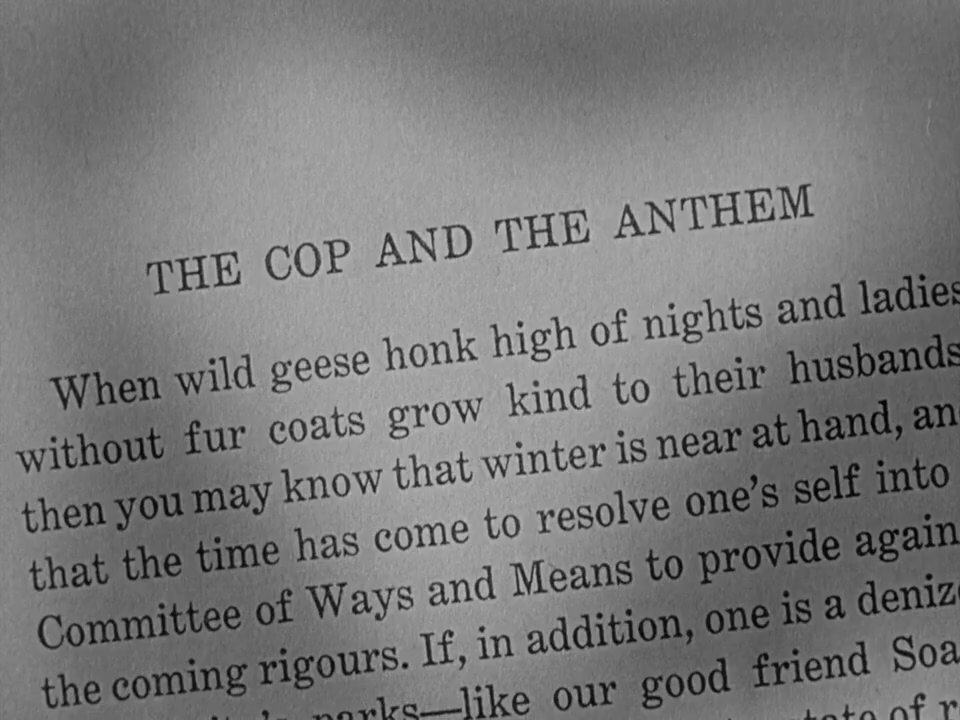 THE COP AND THE ANTHEM
When wild geese honk high of nights and ladies
without fur coats grow kind to their husbands
then you may know that winter is near at hand, an
that the time has come to resolve one's self into
Committee of Ways and Means to provide again
the coming rigours. If, in addition, one is a deniz
parks—like our good friend Soa
of r